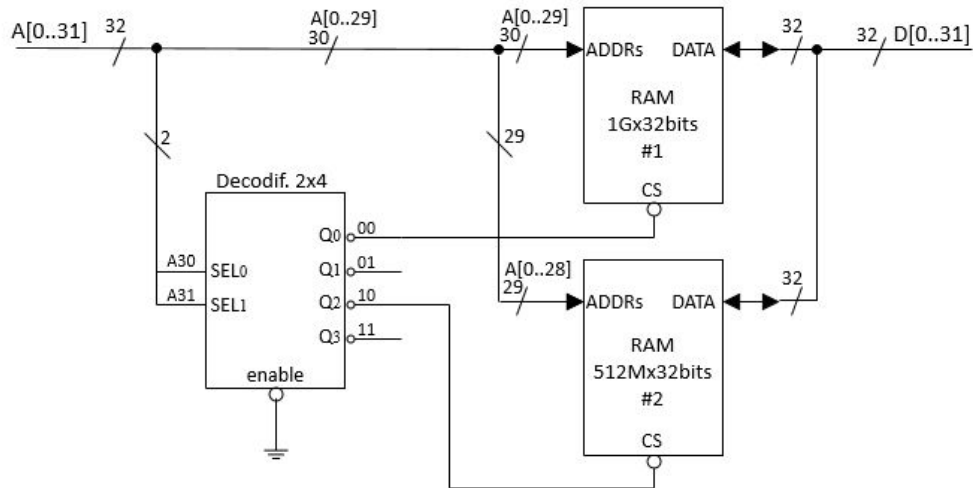 A[0..31]
32
A[0..29]
30
A[0..29]
30
ADDRs
DATA
32
32
D[0..31]
RAM
1Gx32bits
#1
CS
2
29
Decodif. 2x4
Q0
00
A30
SEL0
Q1
01
A31
SEL1
Q2
10
Q3
11
enable
A[0..28]
29
ADDRs
DATA
32
RAM
512Mx32bits
#2
CS